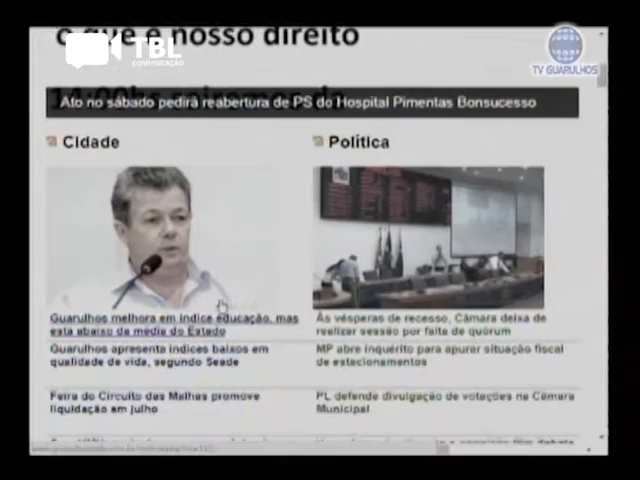 o que é nosso direito
TBL
COMUNICAÇÃO
TV GUARULHOS
Ato no sábado pedirá reabertura de PS do Hospital Pimentas Bonsucesso
Cidade
Política
Guarulhos melhora em índice educação, mas
está abaixo da média do Estado
Às vésperas de recesso, Câmara deixa de
realizar sessão por falta de quórum
Guarulhos apresenta índices baixos em
qualidade de vida, segundo Seade
MP abre inquérito para apurar situação fiscal
de estacionamentos
Feira do Circuito das Malhas promove
liquidação em julho
PL defende divulgação de votações na Câmara
Municipal